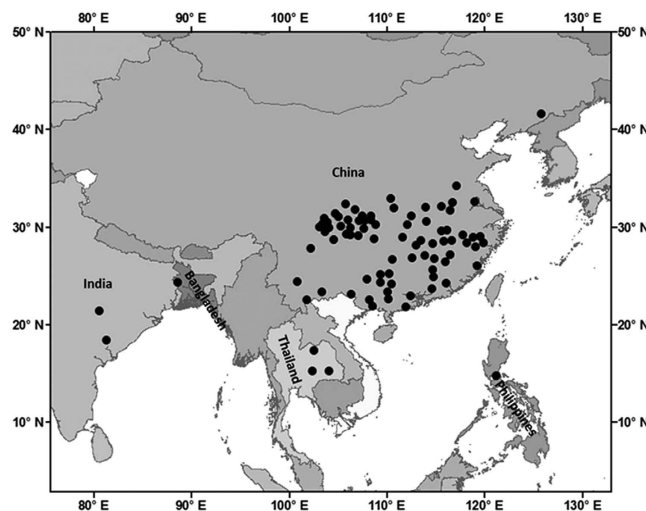 80° E 90° E 100° E 110° E 120° E 130° E
50° N 50° N
40° N 40° N
China
30° N 30° N
India
Bangladesh
20° N 20° N
Thailand
Philippines
10° N 10° N
80° E 90° E 100° E 110° E 120° E 130° E